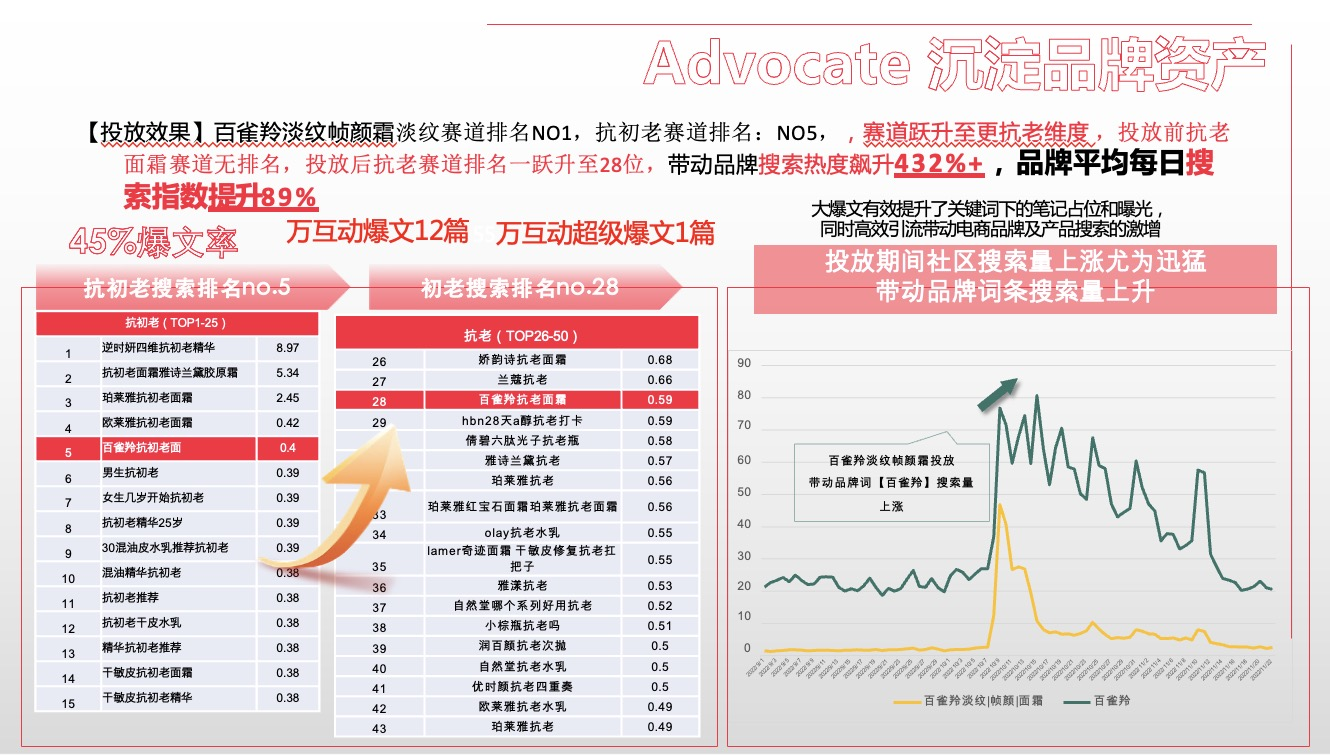 Advocate 沉淀品牌资产
【投放效果】百雀羚淡纹帧颜霜淡纹赛道排名NO1，抗初老赛道排名：NO5，，赛道跃升至更抗老维度，投放前抗老
面霜赛道无排名，投放后抗老赛道排名一跃升至28位，带动品牌搜索热度飙升432%+，品牌平均每日搜
索指数提升89%
45%爆文率
万互动爆文12篇
万互动超级爆文1篇
大爆文有效提升了关键词下的笔记占位和曝光，
同时高效引流带动电商品牌及产品搜索的激增
抗初老搜索排名no.5
初老搜索排名no.28
投放期间社区搜索量上涨尤为迅猛
带动品牌词条搜索量上升
抗初老（TOP1-25）
1 逆时妍四维抗初老精华 8.97
2 抗初老面霜雅诗兰黛胶原霜 5.34
3 珀莱雅抗初老面霜 2.45
4 欧莱雅抗初老面霜 0.42
5 百雀羚抗初老面 0.4
6 男生抗初老 0.39
7 女生几岁开始抗初老 0.39
8 抗初老精华25岁 0.39
9 30混油皮水乳推荐抗初老 0.39
10 混油精华抗初老 0.38
11 抗初老推荐 0.38
12 抗初老干皮水乳 0.38
13 精华抗初老推荐 0.38
14 干敏皮抗初老面霜 0.38
15 干敏皮抗初老精华 0.38
抗老（TOP26-50）
26 娇韵诗抗老面霜 0.68
27 兰蔻抗老 0.66
28 百雀羚抗老面霜 0.59
29 hbn28天a醇抗老打卡 0.59
倩碧六肽光子抗老瓶 0.58
雅诗兰黛抗老 0.57
珀莱雅抗老 0.56
33 珀莱雅红宝石面霜珀莱雅抗老面霜 0.56
34 olay抗老水乳 0.55
lamer奇迹面霜 干敏皮修复抗老扛
35 把子 0.55
36 雅漾抗老 0.53
37 自然堂哪个系列好用抗老 0.52
38 小棕瓶抗老吗 0.51
39 润百颜抗老次抛 0.5
40 自然堂抗老水乳 0.5
41 优时颜抗老四重奏 0.5
42 欧莱雅抗老水乳 0.49
43 珀莱雅抗老 0.49
90
80
70
60
50
40
30
20
10
0
百雀羚淡纹帧颜霜投放
带动品牌词【百雀羚】搜索量
上涨
百雀羚淡纹|帧颜|面霜 百雀羚